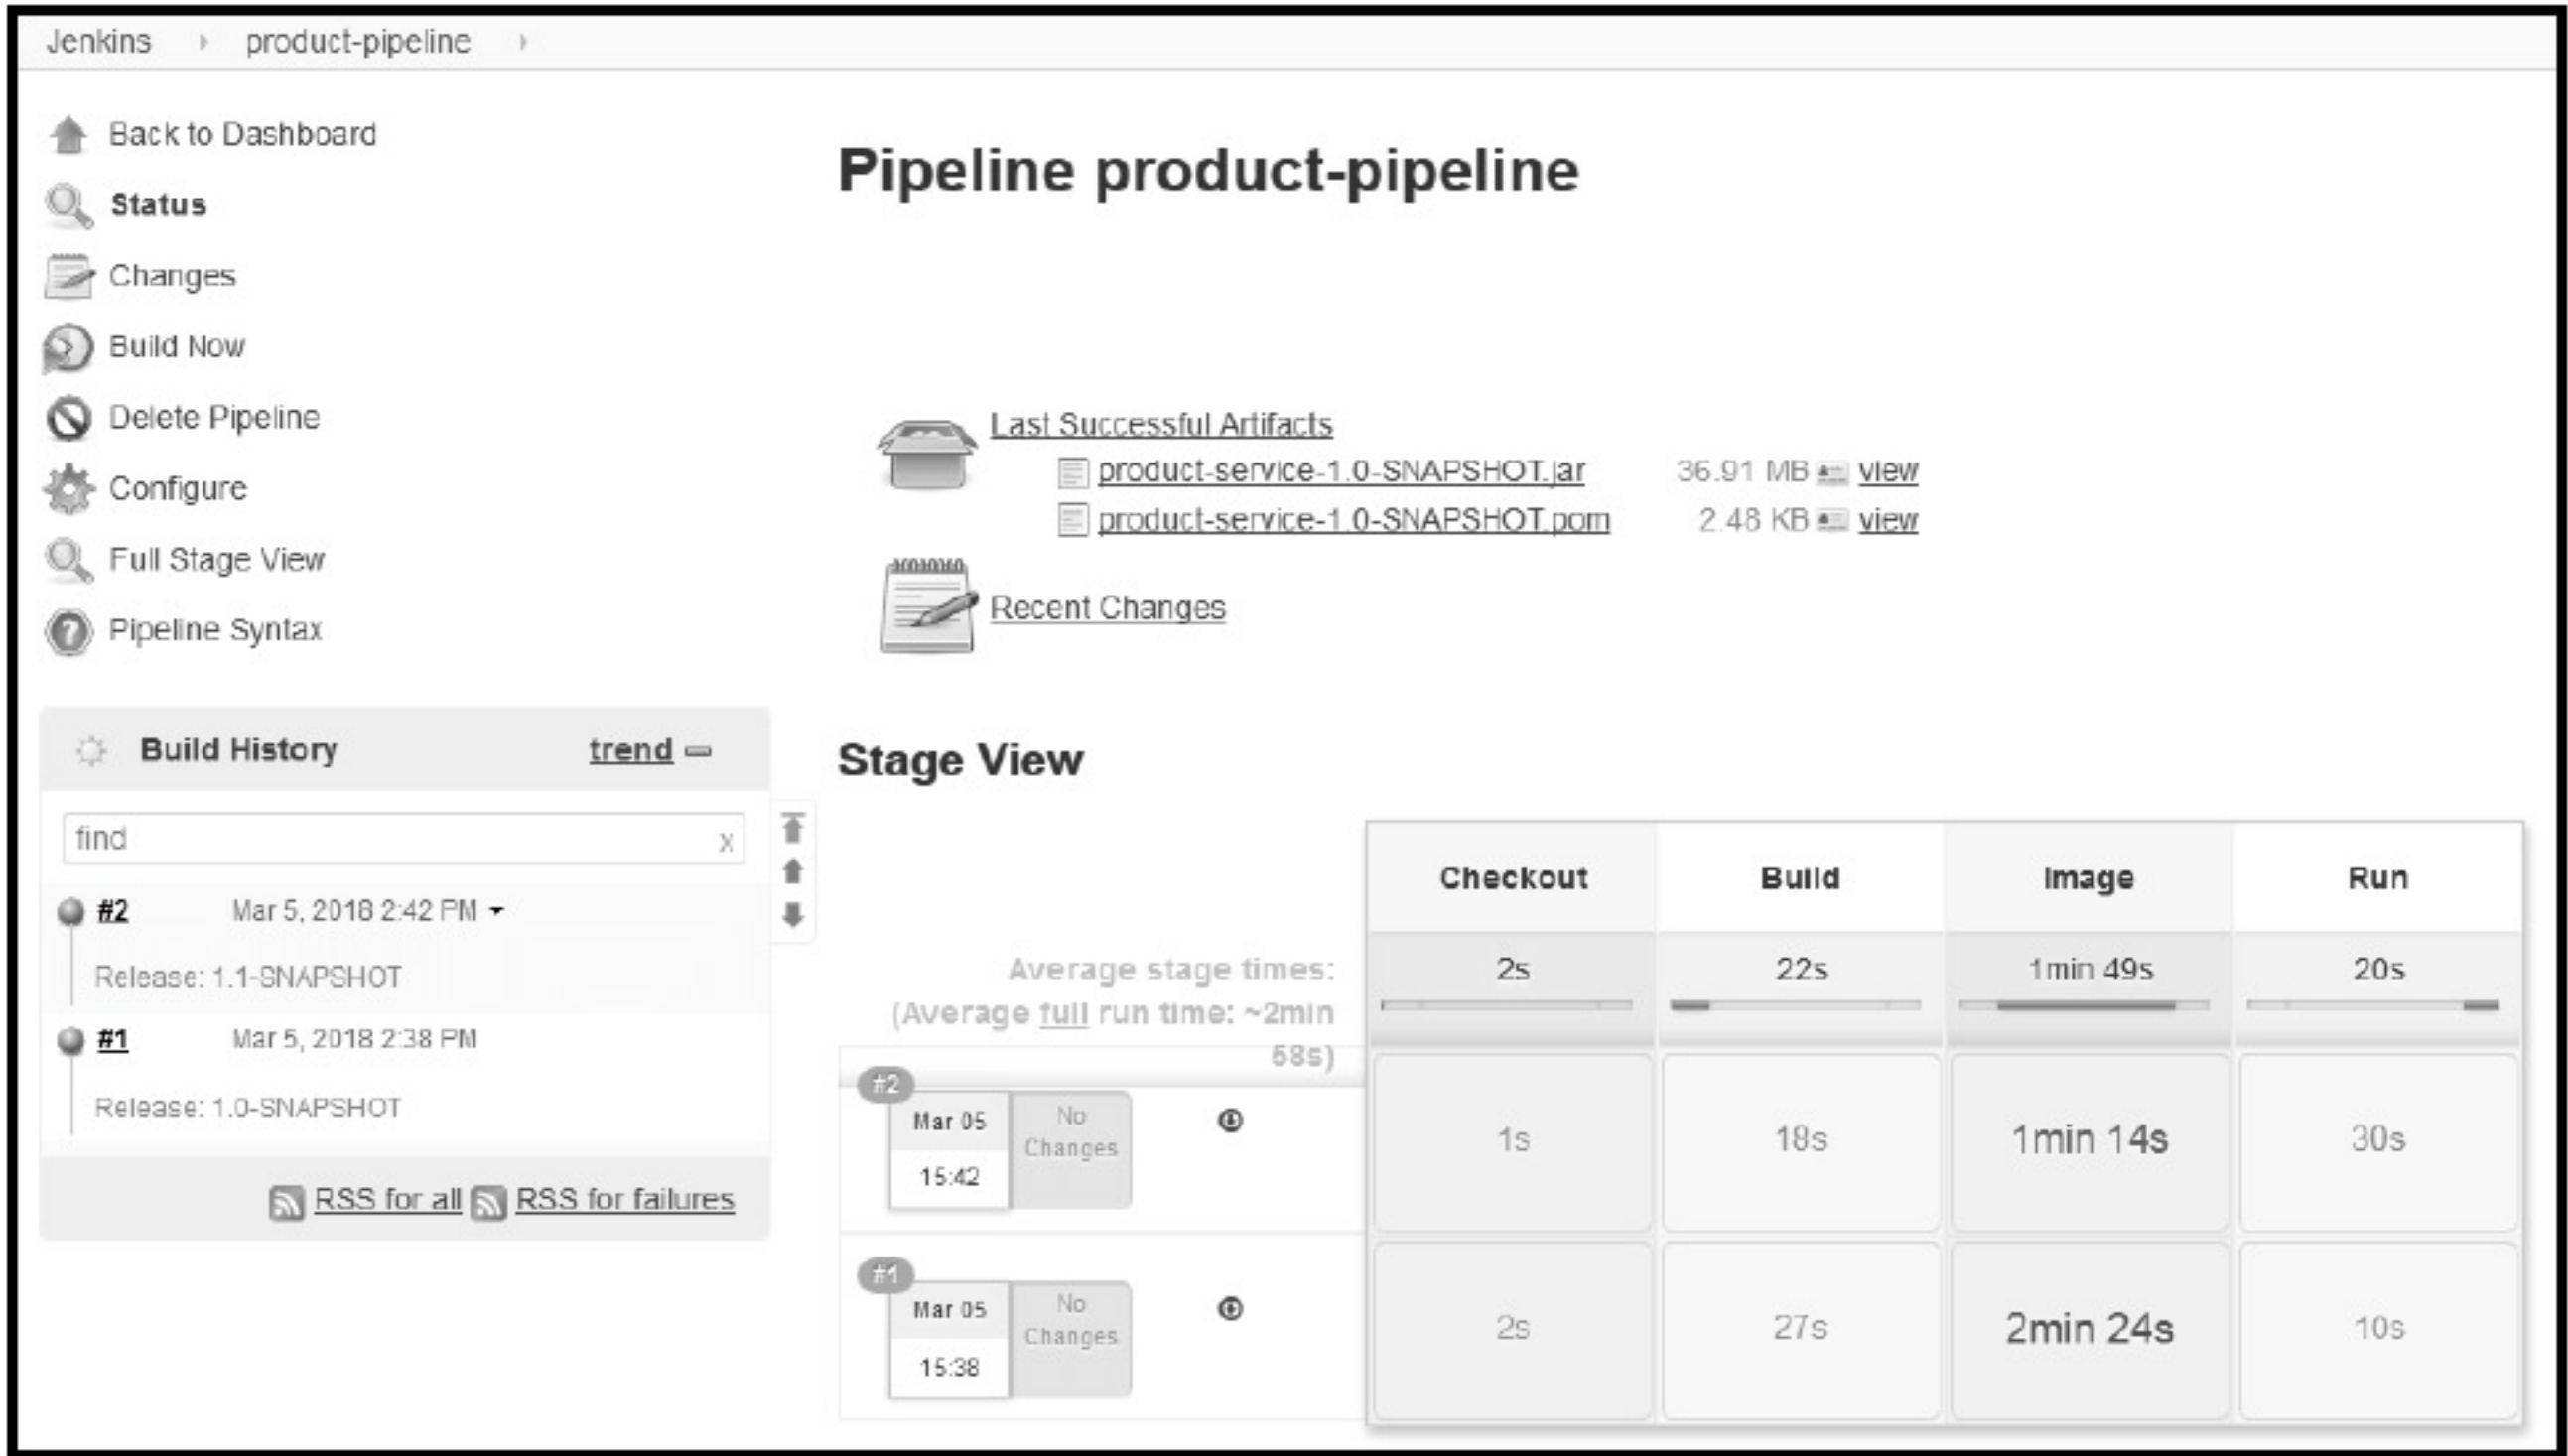 Jenkins product-pipeline
Back to Dashboard
Status
Changes
Build Now
Delete Pipeline
Configure
Full Stage View
Pipeline Syntax
Build History trend
find x
#2 Mar 5, 2018 2:42 PM
Release: 1.1-SNAPSHOT
#1 Mar 5, 2018 2:38 PM
Release: 1.0-SNAPSHOT
RSS for all RSS for failures
Pipeline product-pipeline
Last Successful Artifacts
product-service-1.0-SNAPSHOT.jar 36.91 MB view
product-service-1.0-SNAPSHOT.pom 2.48 KB view
Recent Changes
Stage View
Checkout Build Image Run
Average stage times: 2s 22s 1min 49s 20s
(Average full run time: ~2min
58s)
#2
Mar 05 No
Changes
15:42
1s 18s 1min 14s 30s
#1
Mar 05 No
Changes
15:38
2s 27s 2min 24s 10s